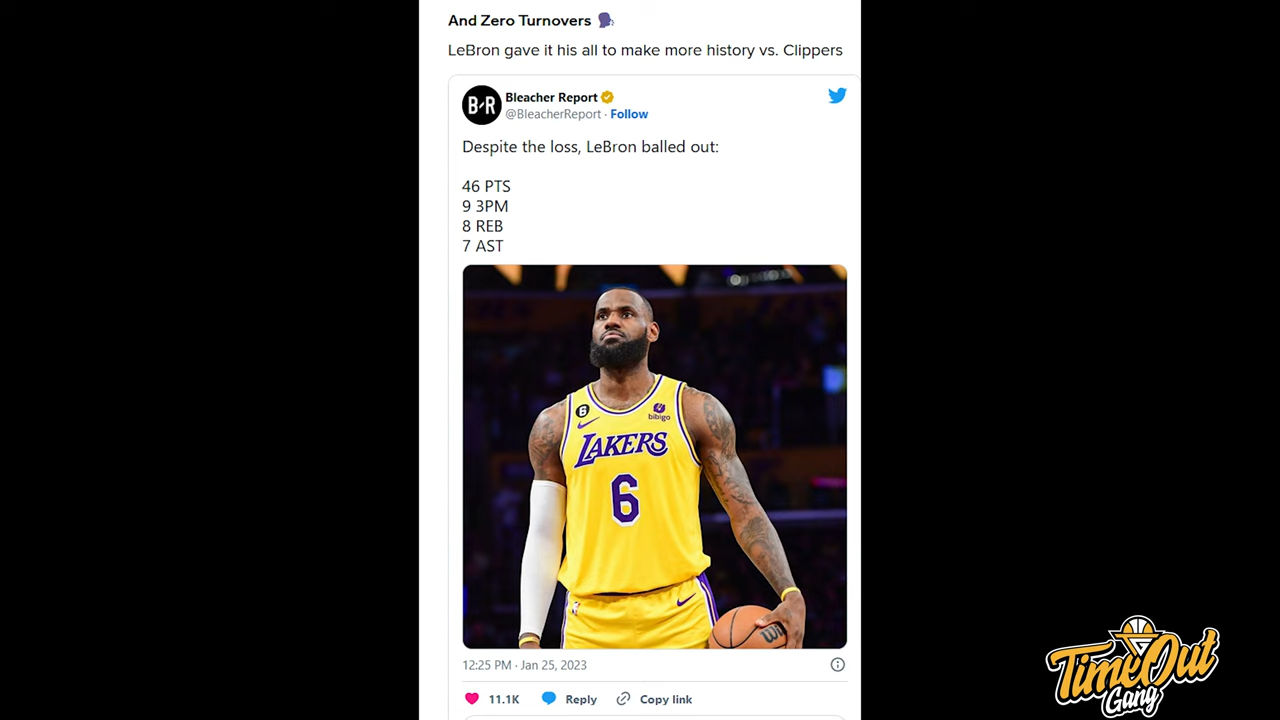 And Zero Turnovers
LeBron gave it his all to make more history vs. Clippers
B/R
Bleacher Report
@BleacherReport · Follow
Despite the loss, LeBron balled out:
46 PTS
9 3PM
8 REB
7 AST
6
bibigo
LAKERS
6
W
12:25 PM · Jan 25, 2023
11.1K Reply Copy link
TimeOut
Gang